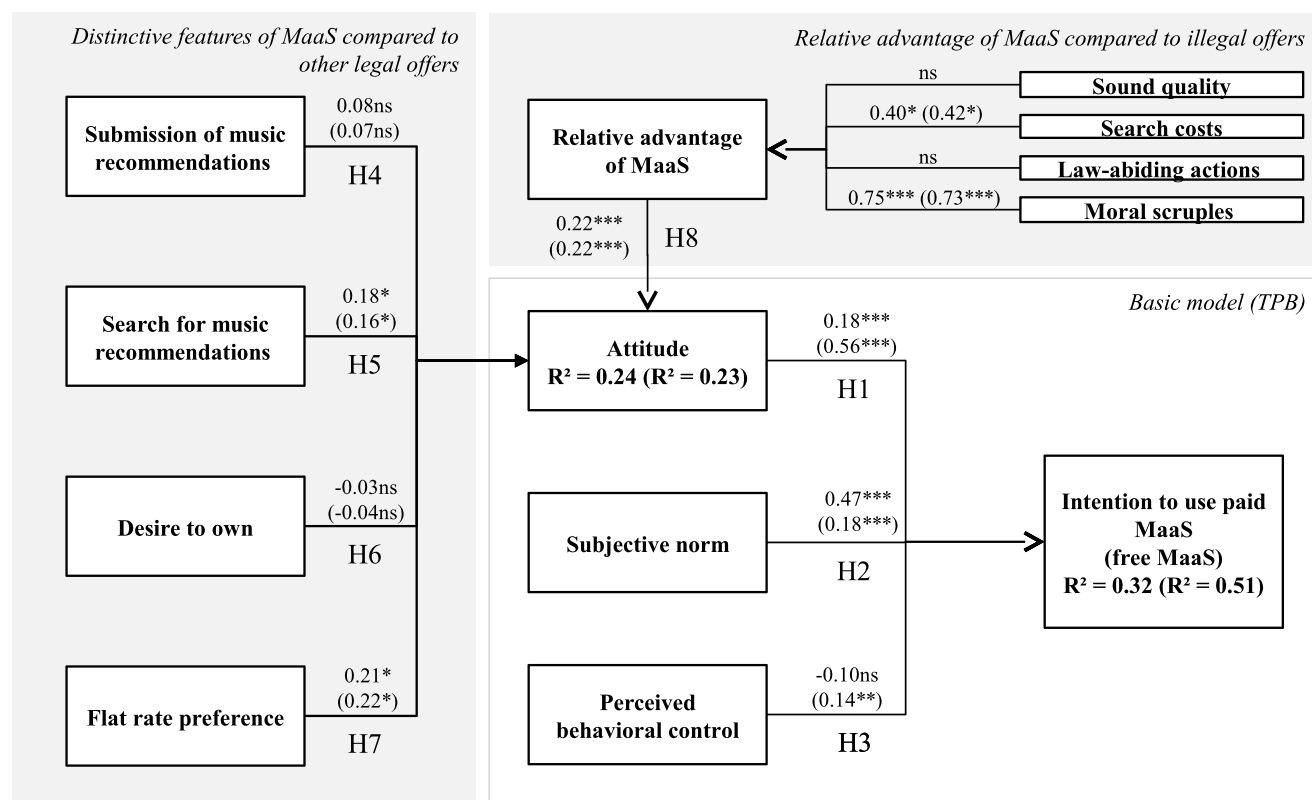 Distinctive features of MaaS compared to
other legal offers
Submission of music
recommendations
0.08ns
(0.07ns)
H4
Search for music
recommendations
0.18*
(0.16*)
H5
Desire to own
-0.03ns
(-0.04ns)
H6
Flat rate preference
0.21*
(0.22*)
H7
Relative advantage of MaaS compared to illegal offers
Relative advantage
of MaaS
ns
Sound quality
0.40* (0.42*)
Search costs
ns
Law-abiding actions
0.75*** (0.73***)
Moral scruples
0.22***
(0.22***)
H8
Basic model (TPB)
Attitude
R² = 0.24 (R² = 0.23)
0.18***
(0.56***)
H1
Subjective norm
0.47***
(0.18***)
H2
Perceived
behavioral control
-0.10ns
(0.14**)
H3
Intention to use paid
MaaS
(free MaaS)
R² = 0.32 (R² = 0.51)